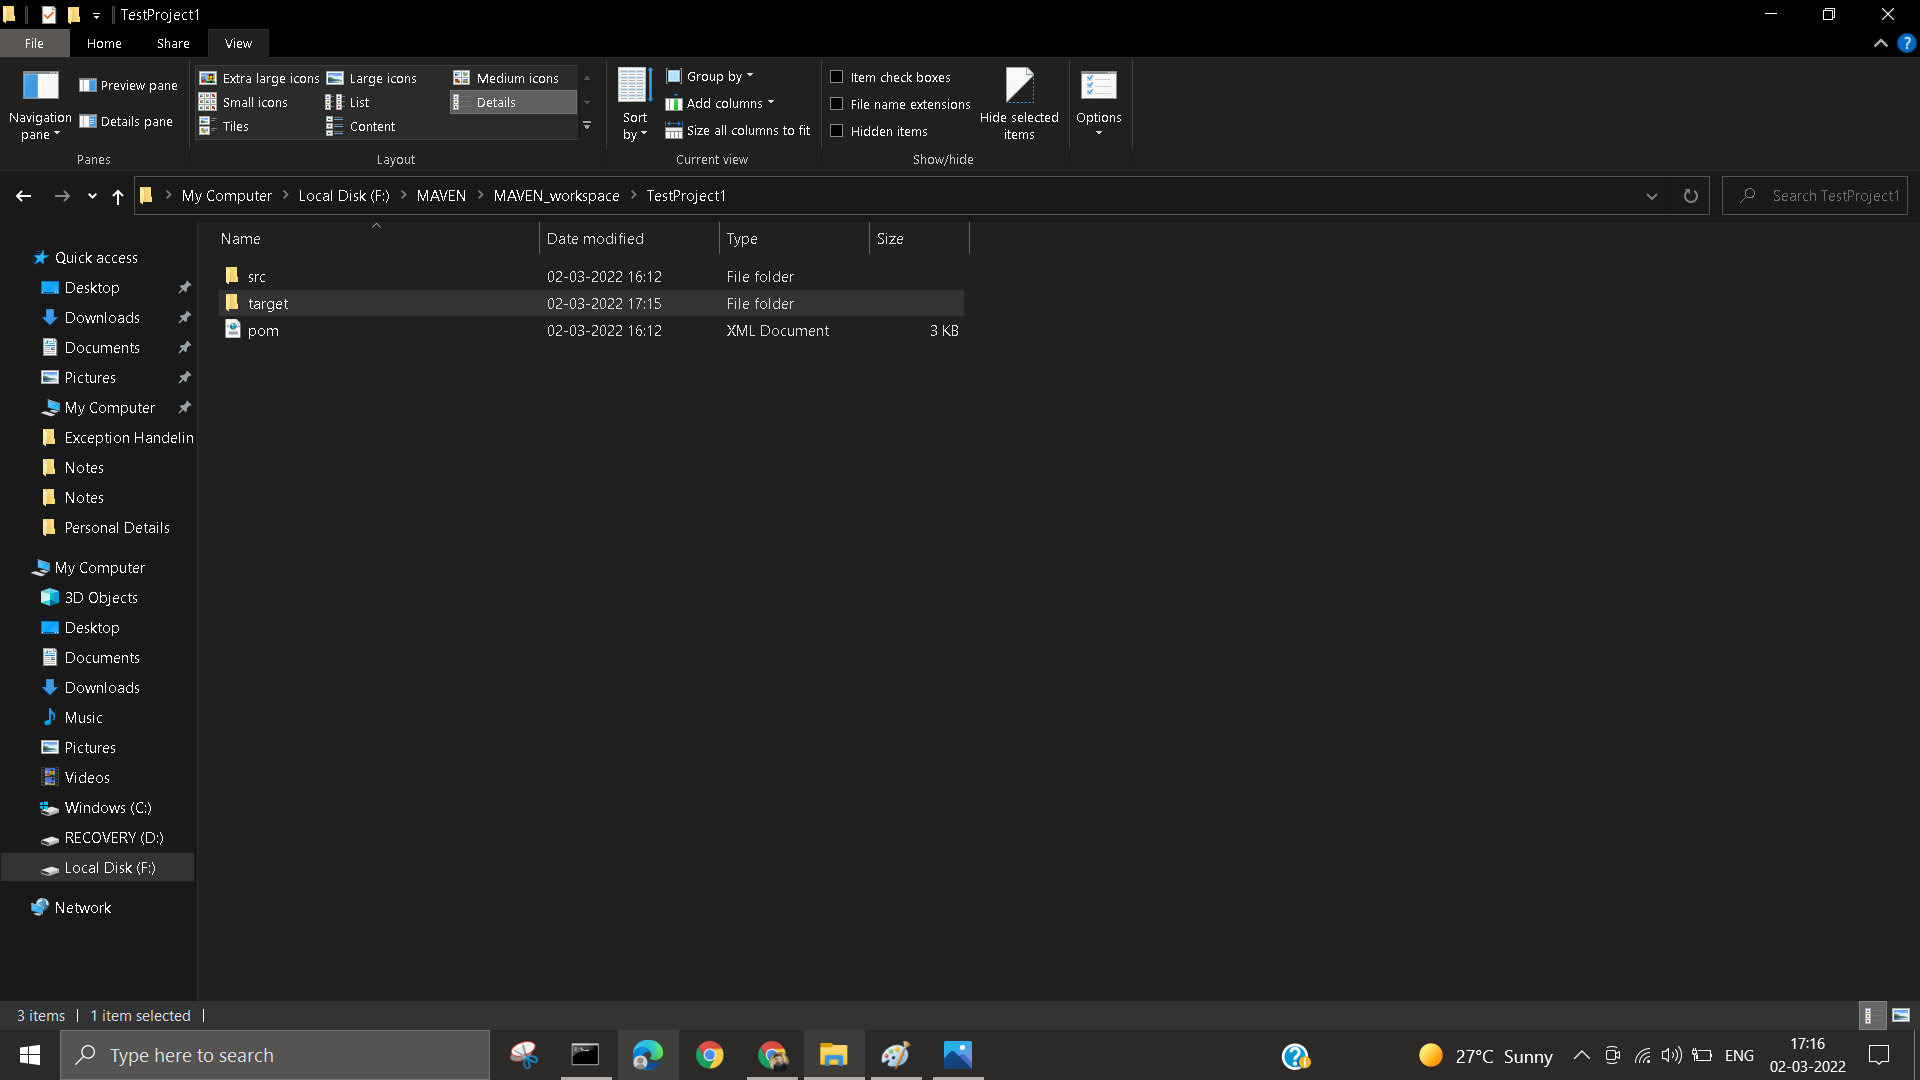 TestProject1
File Home Share View
Navigation pane
Preview pane
Details pane
Panes
Extra large icons Large icons Medium icons
Small icons List Details
Tiles Content
Layout
Sort by
Group by
Add columns
Size all columns to fit
Current view
Item check boxes
File name extensions
Hidden items
Hide selected items
Show/hide
Options
My Computer > Local Disk (F:) > MAVEN > MAVEN_workspace > TestProject1
Search TestProject1
Quick access
Desktop
Downloads
Documents
Pictures
My Computer
Exception Handelin
Notes
Notes
Personal Details
My Computer
3D Objects
Desktop
Documents
Downloads
Music
Pictures
Videos
Windows (C:)
RECOVERY (D:)
Local Disk (F:)
Network
Name Date modified Type Size
src 02-03-2022 16:12 File folder
target 02-03-2022 17:15 File folder
pom 02-03-2022 16:12 XML Document 3 KB
3 items 1 item selected
Type here to search
27°C Sunny
ENG
17:16
02-03-2022